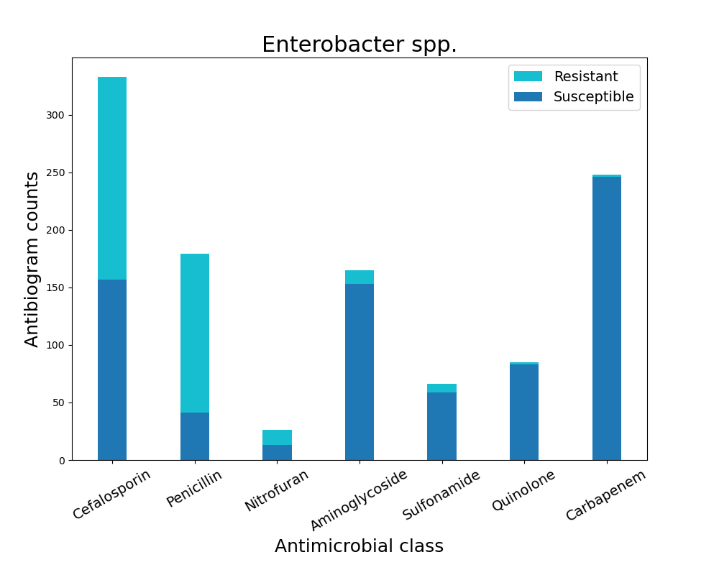 Enterobacter spp.
Resistant
Susceptible
Antibiogram counts
300
250
200
150
100
50
0
Cefalosporin
Penicillin
Nitrofuran
Aminoglycoside
Sulfonamide
Quinolone
Carbapenem
Antimicrobial class